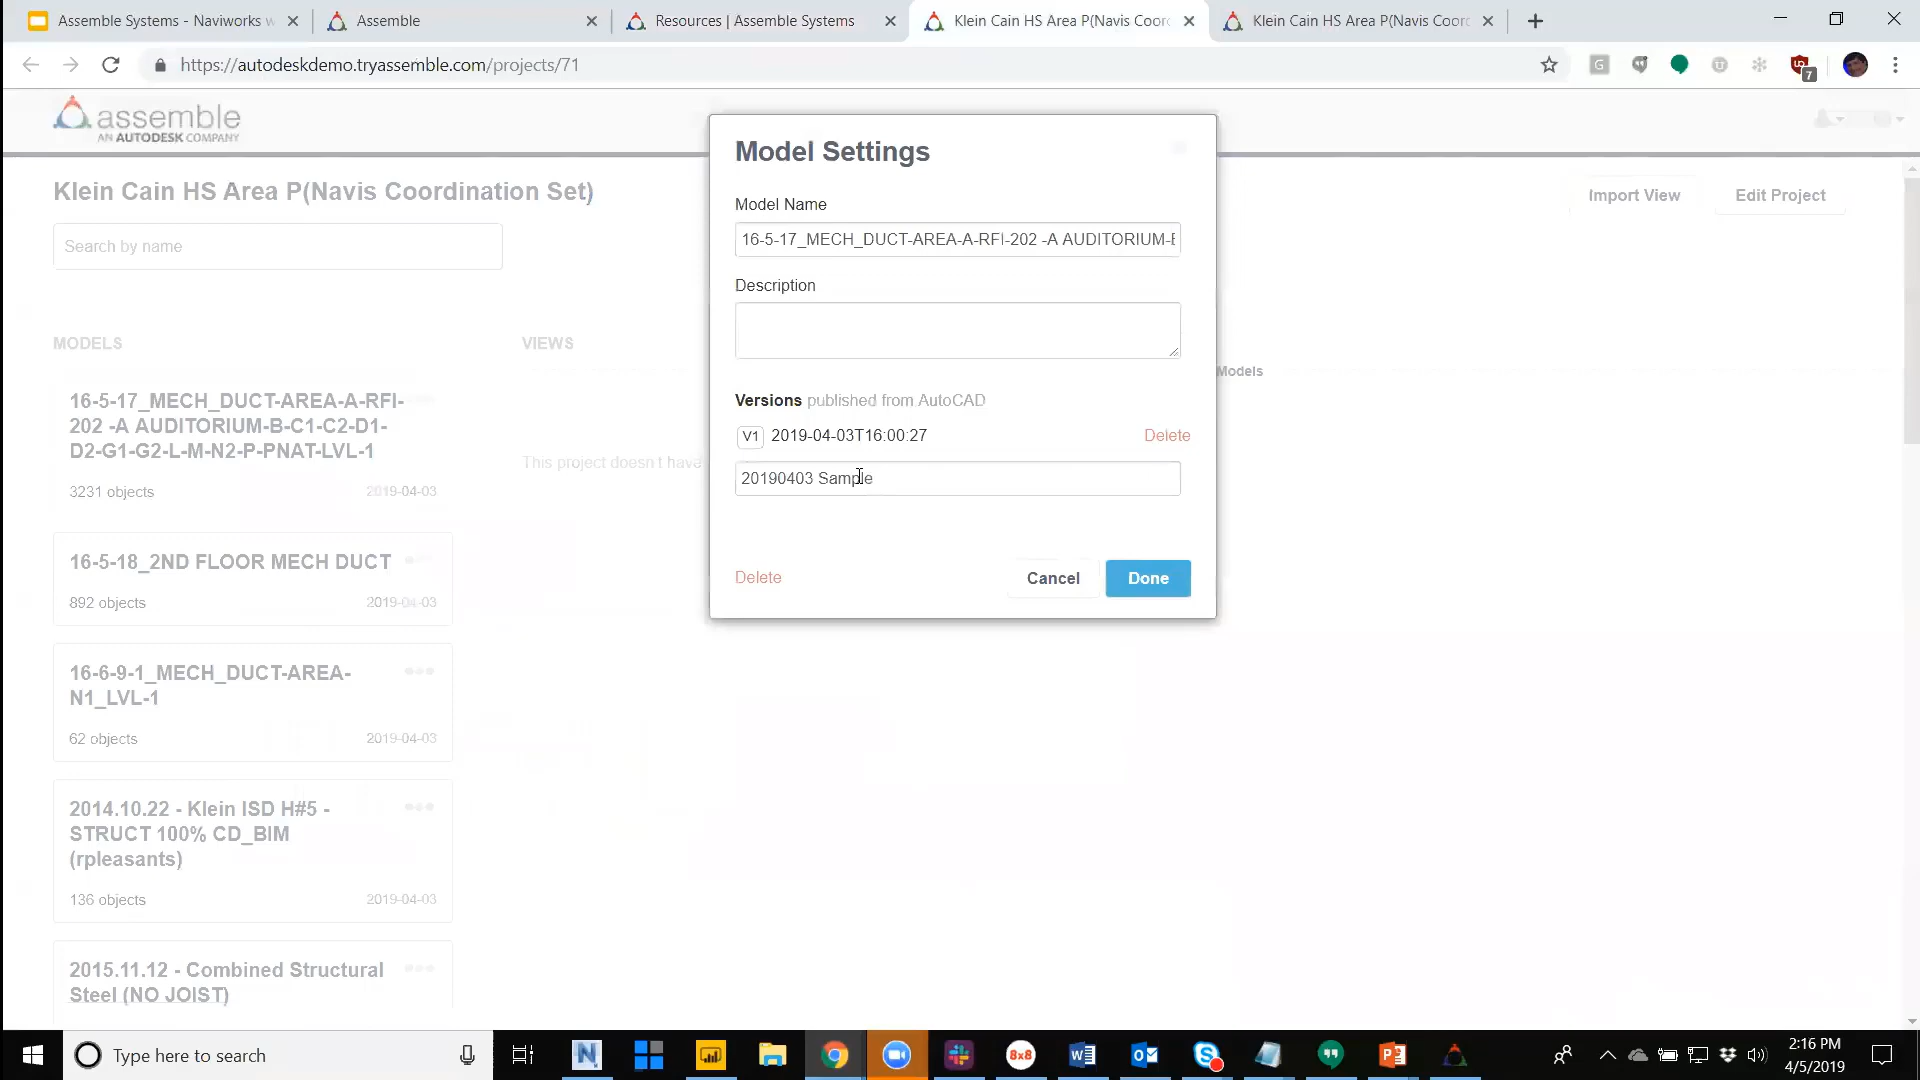 Assemble Systems - Naviworks w
Assemble
Resources | Assemble Systems
Klein Cain HS Area P(Navis Coord
Klein Cain HS Area P(Navis Coord
https://autodeskdemo.tryassemble.com/projects/71
G
7
assemble
AN AUTODESK COMPANY
Klein Cain HS Area P(Navis Coordination Set)
Import View
Edit Project
Search by name
MODELS
VIEWS
Models
16-5-17_MECH_DUCT-AREA-A-RFI-
202 -A AUDITORIUM-B-C1-C2-D1-
D2-G1-G2-L-M-N2-P-PNAT-LVL-1
3231 objects
2019-04-03
This project doesn't have
16-5-18_2ND FLOOR MECH DUCT
892 objects
2019-04-03
16-6-9-1_MECH_DUCT-AREA-
N1_LVL-1
62 objects
2019-04-03
2014.10.22 - Klein ISD H#5 -
STRUCT 100% CD_BIM
(rpleasants)
136 objects
2019-04-03
2015.11.12 - Combined Structural
Steel (NO JOIST)
Model Settings
Model Name
16-5-17_MECH_DUCT-AREA-A-RFI-202 -A AUDITORIUM-E
Description
Versions published from AutoCAD
V1 2019-04-03T16:00:27
Delete
20190403 Sample
Delete
Cancel
Done
Type here to search
8x8
2:16 PM
4/5/2019